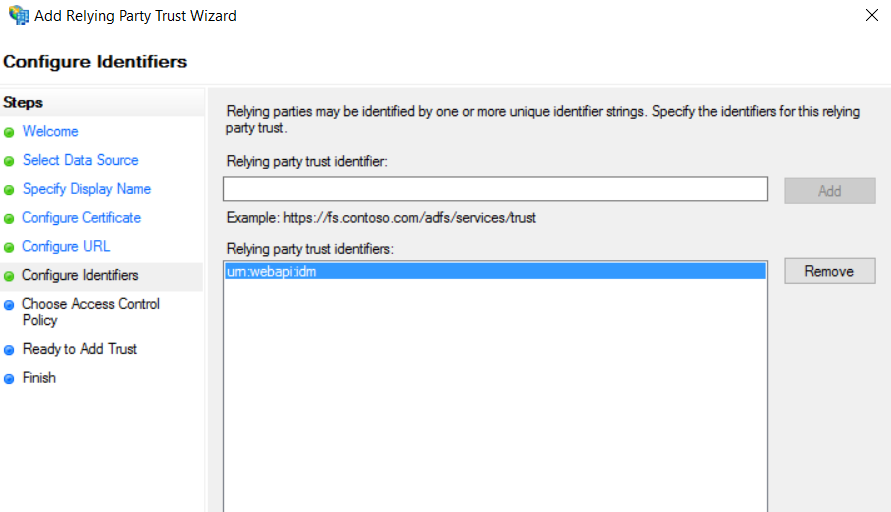 Add Relying Party Trust Wizard
Configure Identifiers
Steps
Welcome
Select Data Source
Specify Display Name
Configure Certificate
Configure URL
Configure Identifiers
Choose Access Control
Policy
Ready to Add Trust
Finish
Relying parties may be identified by one or more unique identifier strings. Specify the identifiers for this relying
party trust.
Relying party trust identifier:
Add
Example: https://fs.contoso.com/adfs/services/trust
Relying party trust identifiers:
urn:webapi:idm
Remove